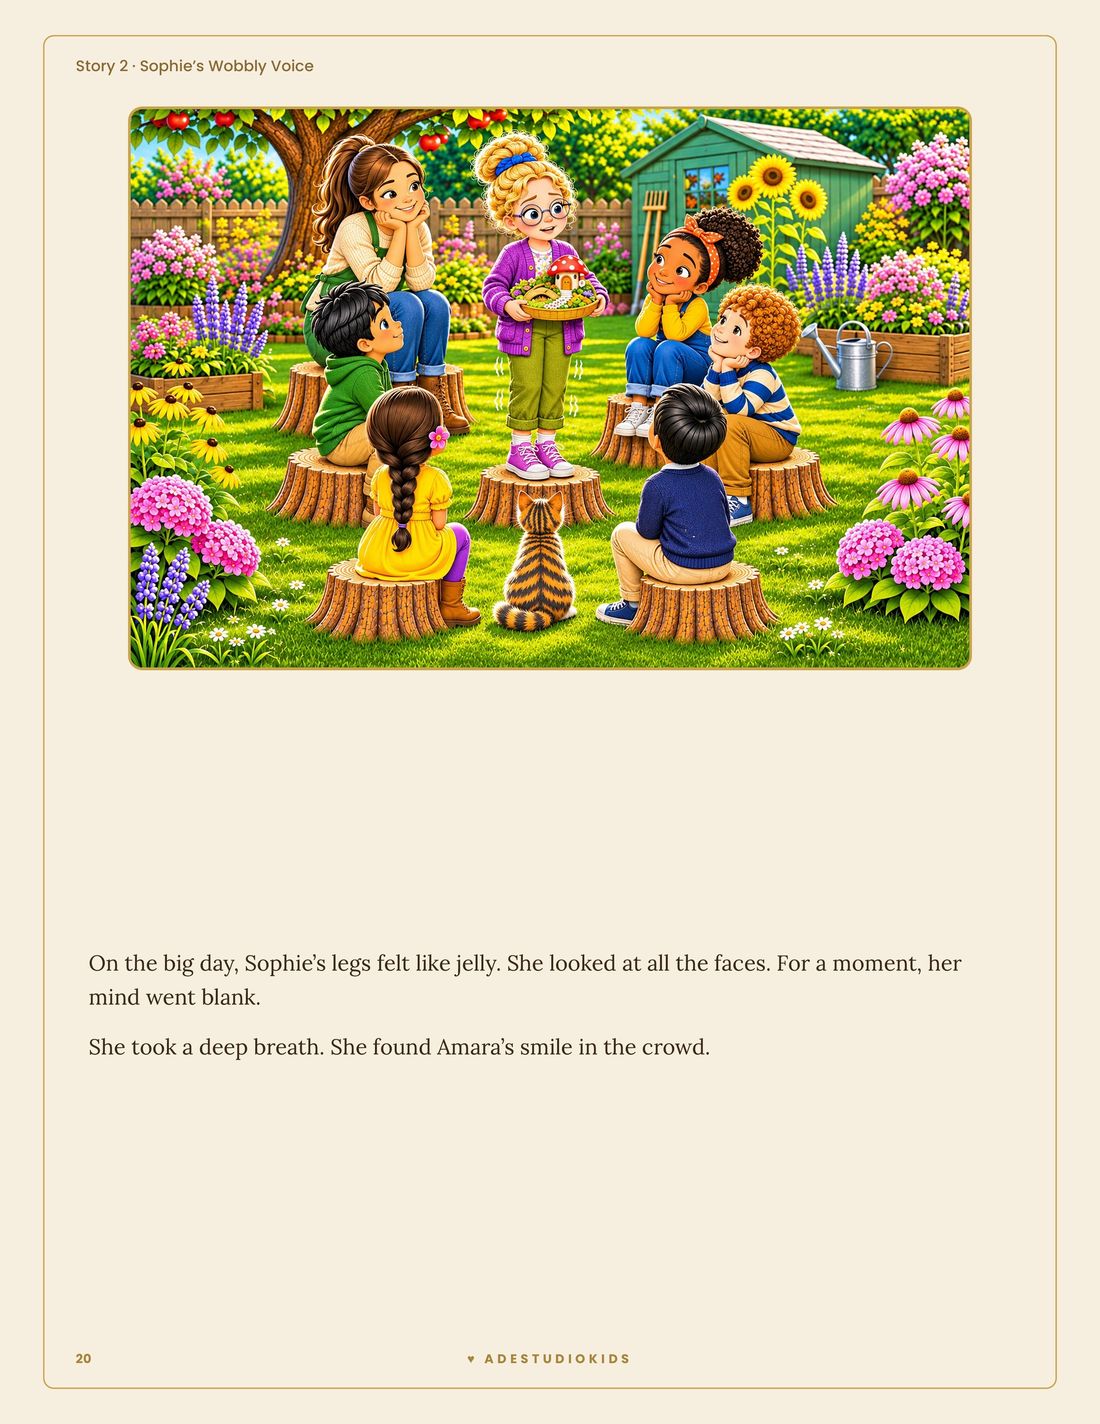 Story 2 · Sophie’s Wobbly Voice
On the big day, Sophie’s legs felt like jelly. She looked at all the faces. For a moment, her
mind went blank.
She took a deep breath. She found Amara’s smile in the crowd.
20
♥ ADESTUDIOKIDS